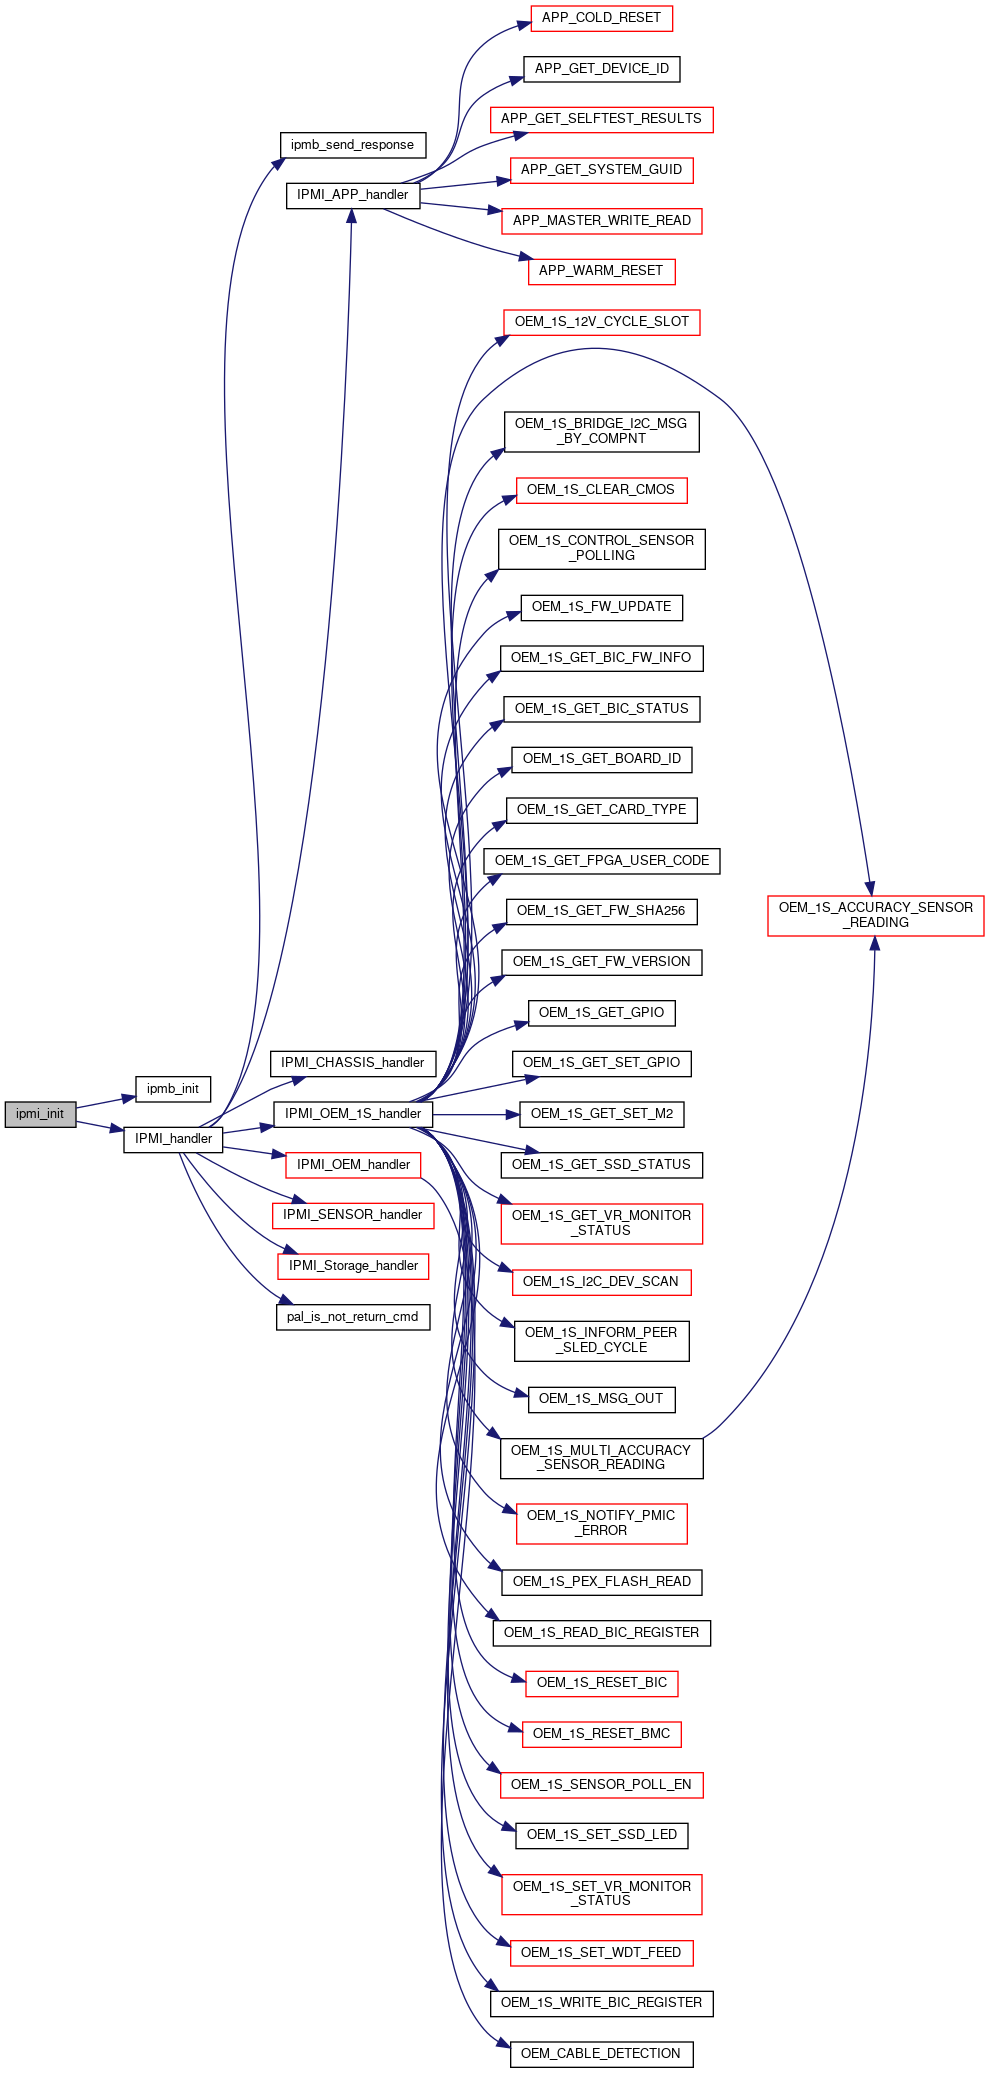 APP_COLD_RESET
APP_GET_DEVICE_ID
APP_GET_SELFTEST_RESULTS
ipmb_send_response
APP_GET_SYSTEM_GUID
IPMI_APP_handler
APP_MASTER_WRITE_READ
APP_WARM_RESET
OEM_1S_12V_CYCLE_SLOT
OEM_1S_BRIDGE_I2C_MSG
_BY_COMPNT
OEM_1S_CLEAR_CMOS
OEM_1S_CONTROL_SENSOR
_POLLING
OEM_1S_FW_UPDATE
OEM_1S_GET_BIC_FW_INFO
OEM_1S_GET_BIC_STATUS
OEM_1S_GET_BOARD_ID
OEM_1S_GET_CARD_TYPE
OEM_1S_GET_FPGA_USER_CODE
OEM_1S_GET_FW_SHA256
OEM_1S_ACCURACY_SENSOR
_READING
OEM_1S_GET_FW_VERSION
OEM_1S_GET_GPIO
IPMI_CHASSIS_handler
OEM_1S_GET_SET_GPIO
ipmb_init
ipmi_init
IPMI_OEM_1S_handler
OEM_1S_GET_SET_M2
IPMI_handler
IPMI_OEM_handler
OEM_1S_GET_SSD_STATUS
IPMI_SENSOR_handler
OEM_1S_GET_VR_MONITOR
_STATUS
IPMI_Storage_handler
OEM_1S_I2C_DEV_SCAN
pal_is_not_return_cmd
OEM_1S_INFORM_PEER
_SLED_CYCLE
OEM_1S_MSG_OUT
OEM_1S_MULTI_ACCURACY
_SENSOR_READING
OEM_1S_NOTIFY_PMIC
_ERROR
OEM_1S_PEX_FLASH_READ
OEM_1S_READ_BIC_REGISTER
OEM_1S_RESET_BIC
OEM_1S_RESET_BMC
OEM_1S_SENSOR_POLL_EN
OEM_1S_SET_SSD_LED
OEM_1S_SET_VR_MONITOR
_STATUS
OEM_1S_SET_WDT_FEED
OEM_1S_WRITE_BIC_REGISTER
OEM_CABLE_DETECTION